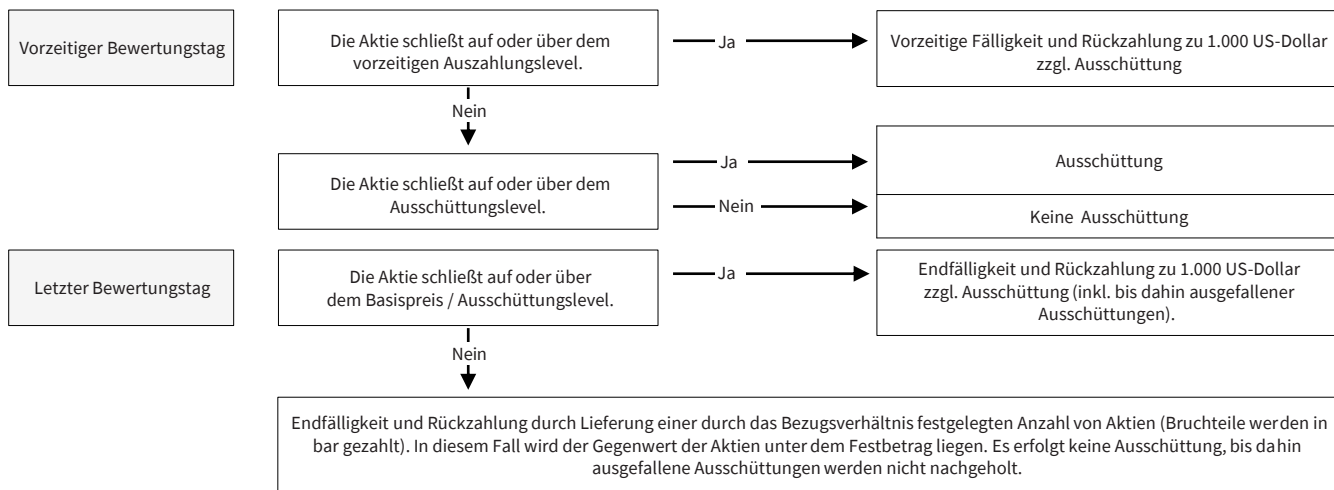 Vorzeitiger Bewertungstag
Die Aktie schließt auf oder über dem
vorzeitigen Auszahlungslevel.
Ja
Vorzeitige Fälligkeit und Rückzahlung zu 1.000 US-Dollar
zzgl. Ausschüttung
Nein
Die Aktie schließt auf oder über dem
Ausschüttungslevel.
Ja
Ausschüttung
Nein
Keine Ausschüttung
Letzter Bewertungstag
Die Aktie schließt auf oder über
dem Basispreis / Ausschüttungslevel.
Ja
Endfälligkeit und Rückzahlung zu 1.000 US-Dollar
zzgl. Ausschüttung (inkl. bis dahin ausgefallener
Ausschüttungen).
Nein
Endfälligkeit und Rückzahlung durch Lieferung einer durch das Bezugsverhältnis festgelegten Anzahl von Aktien (Bruchteile werden in
bar gezahlt). In diesem Fall wird der Gegenwert der Aktien unter dem Festbetrag liegen. Es erfolgt keine Ausschüttung, bis dahin
ausgefallene Ausschüttungen werden nicht nachgeholt.